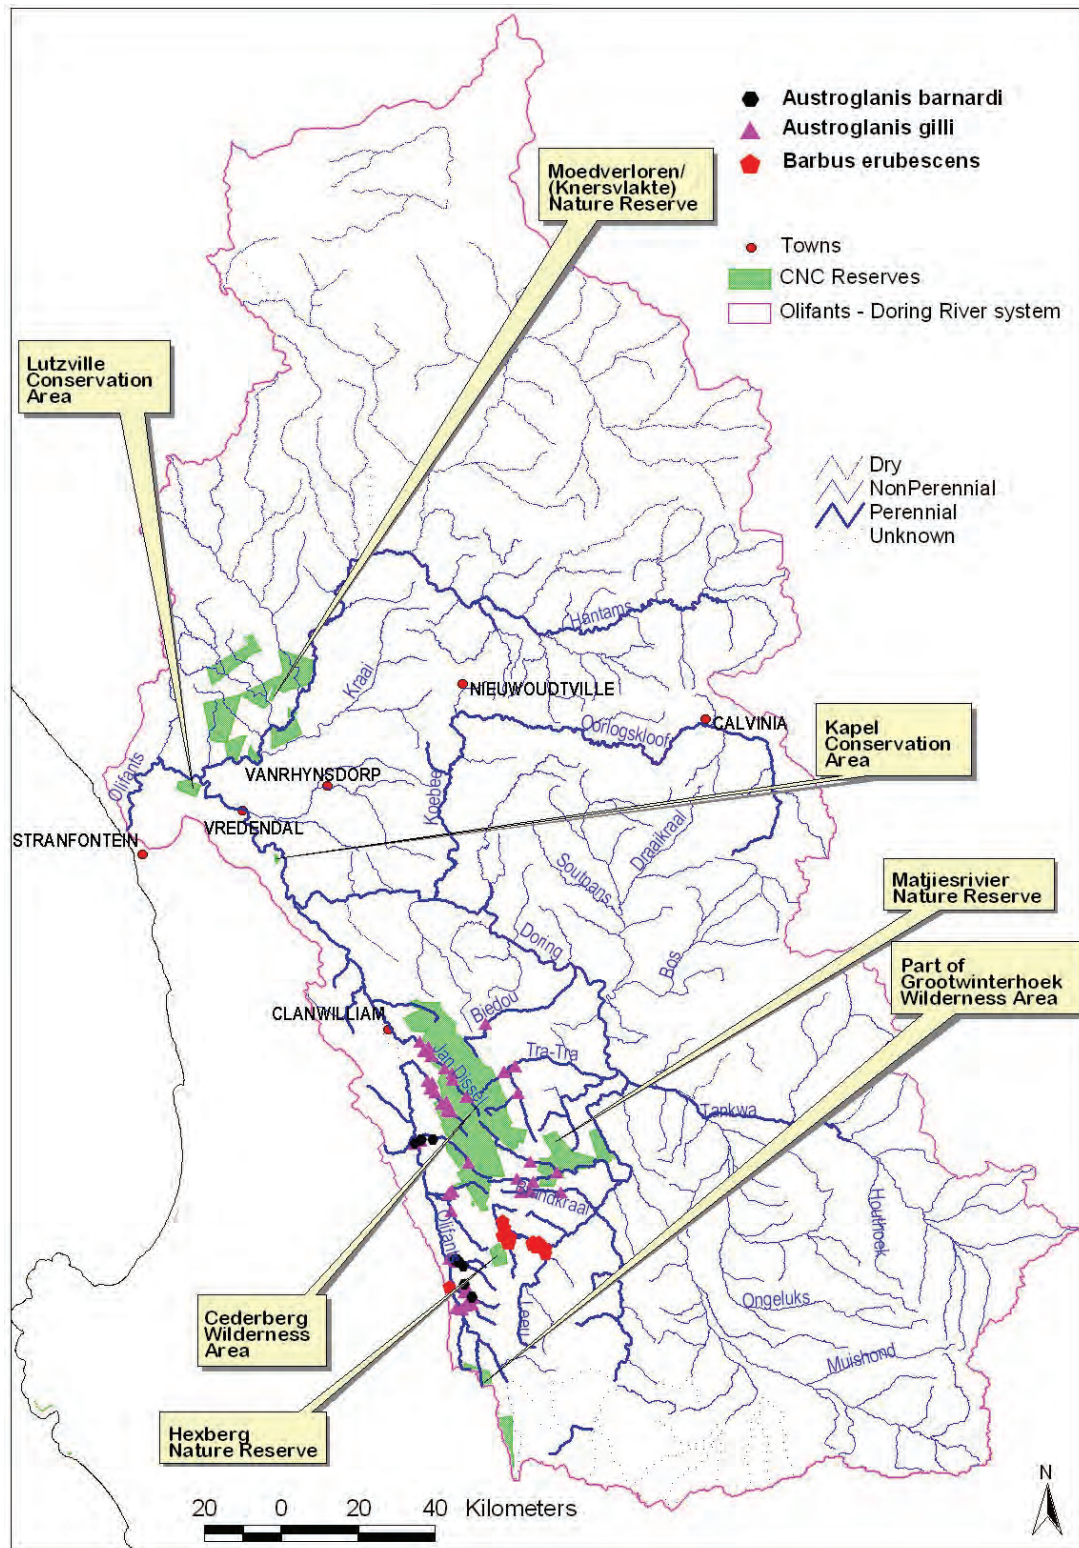 Austroglanis barnardi
Austroglanis gilli
Barbus erubescens
Towns
CNC Reserves
Olifants - Doring River system
Moedverloren/
(Knersvlakte)
Nature Reserve
Lutzville
Conservation
Area
Dry
NonPerennial
Perennial
Unknown
Hantams
Kraai
NIEUWOUDTVILLE
Oorlogskloof
CALVINIA
Kapel
Conservation
Area
Olifants
VANRHYNSDORP
Koebee
VREDENDAL
STRANFONTEIN
Draaikraal
Soutpans
Matjiesrivier
Nature Reserve
Doring
Bos
Part of
Grootwinterhoek
Wilderness Area
CLANWILLIAM
Biedou
Jan Dissel
Tra-Tra
Tankwa
Brandkraal
Houthoek
Olifants
Leeu
Ongeluks
Muishond
Cederberg
Wilderness
Area
Hexberg
Nature Reserve
N
20 0 20 40 Kilometers